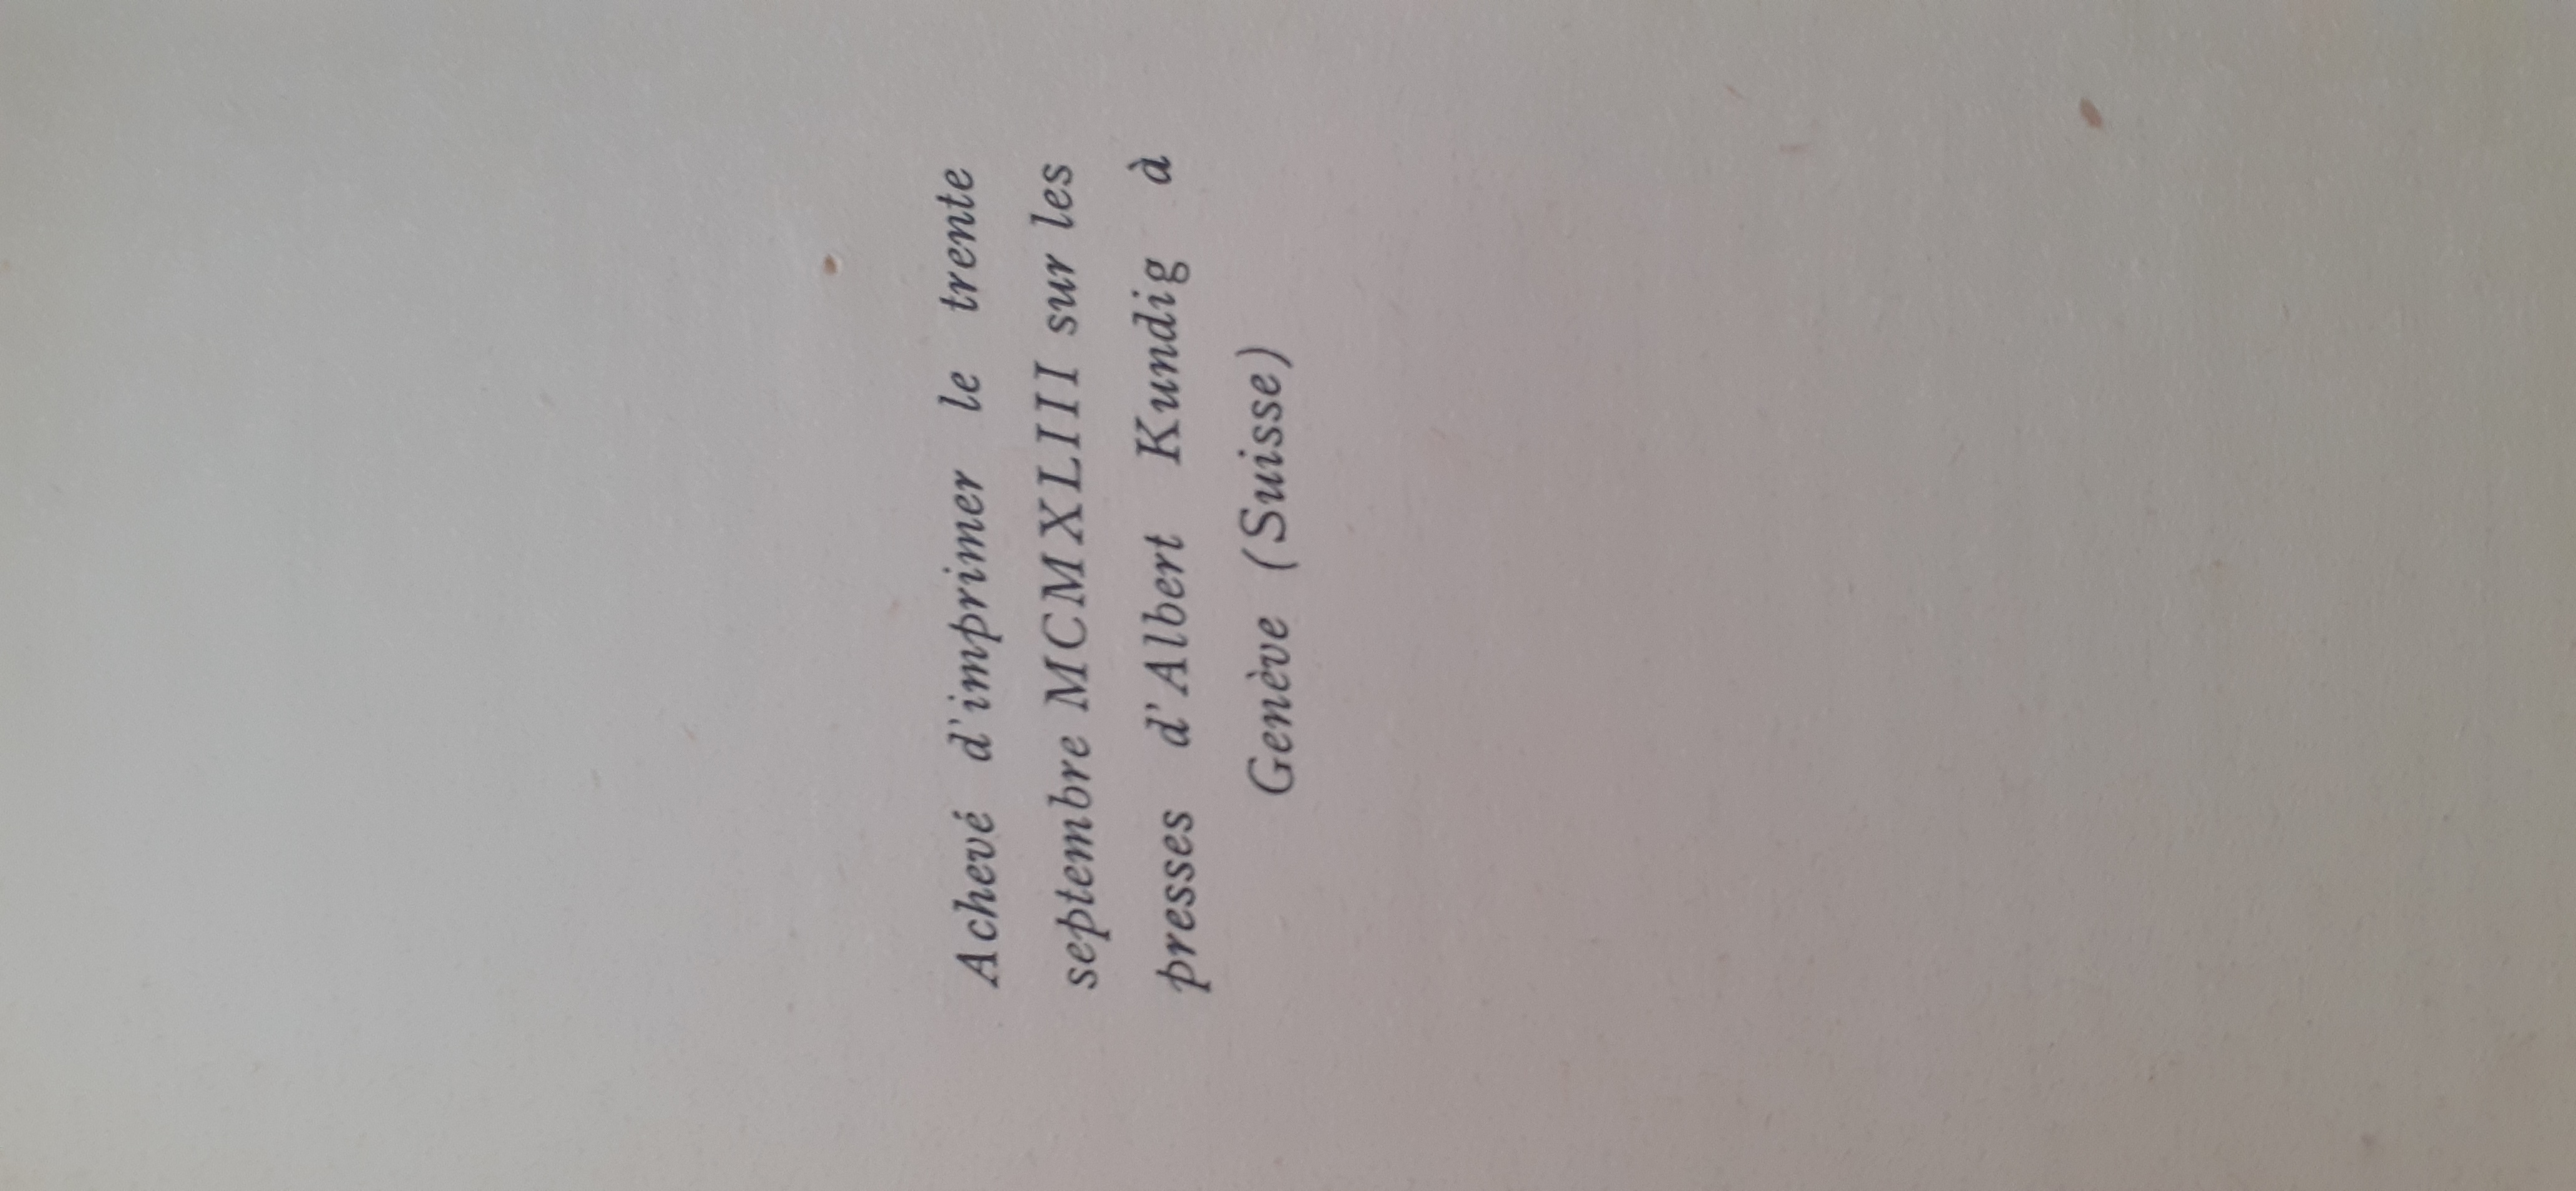 Achevé d'imprimer le trente
septembre MCMXLIII sur les
presses d'Albert Kundig à
Genève (Suisse)